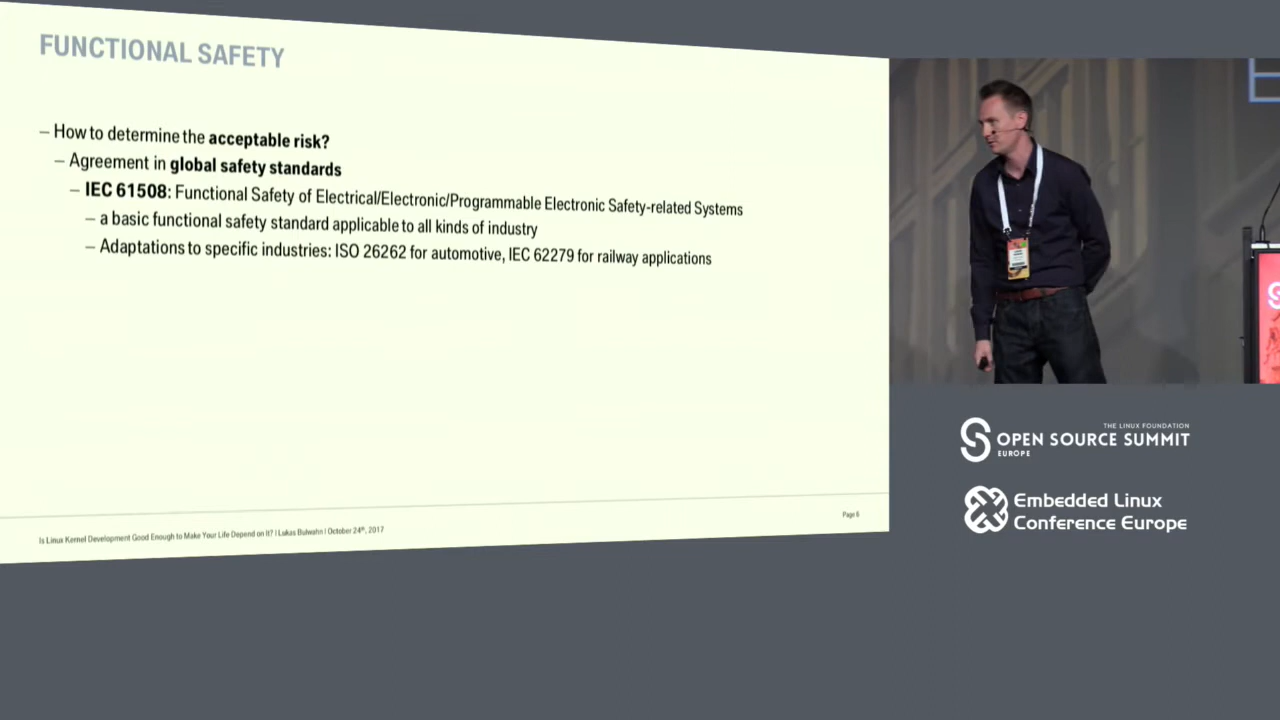 FUNCTIONAL SAFETY
– How to determine the acceptable risk?
– Agreement in global safety standards
– IEC 61508: Functional Safety of Electrical/Electronic/Programmable Electronic Safety-related Systems
– a basic functional safety standard applicable to all kinds of industry
– Adaptations to specific industries: ISO 26262 for automotive, IEC 62279 for railway applications
Is Linux Kernel Development Good Enough to Make Your Life Depend on It? | Lukas Bulwahn | October 24th, 2017
Page 6
THE LINUX FOUNDATION
OPEN SOURCE SUMMIT
EUROPE
Embedded Linux
Conference Europe